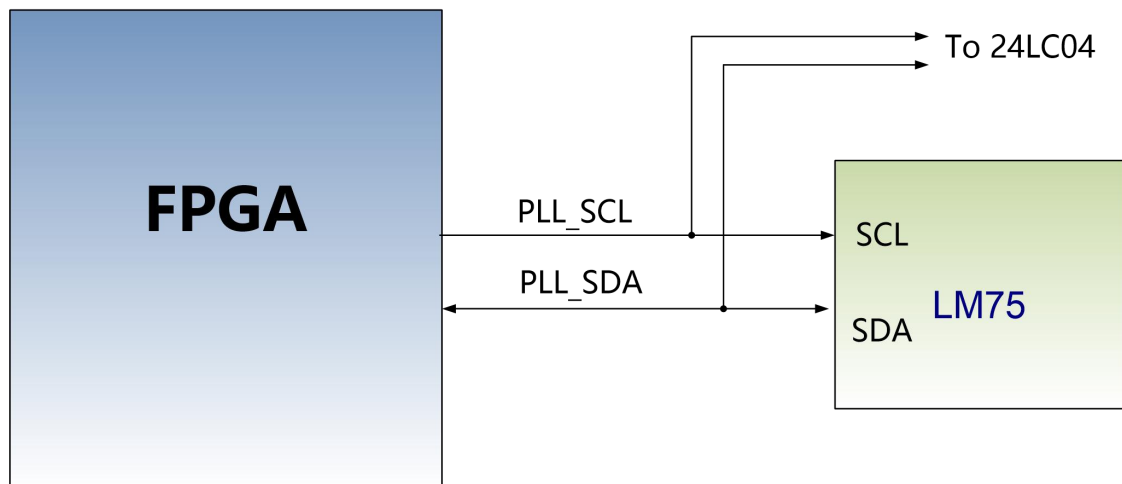 To 24LC04
FPGA
PLL_SCL
SCL
PLL_SDA
LM75
SDA